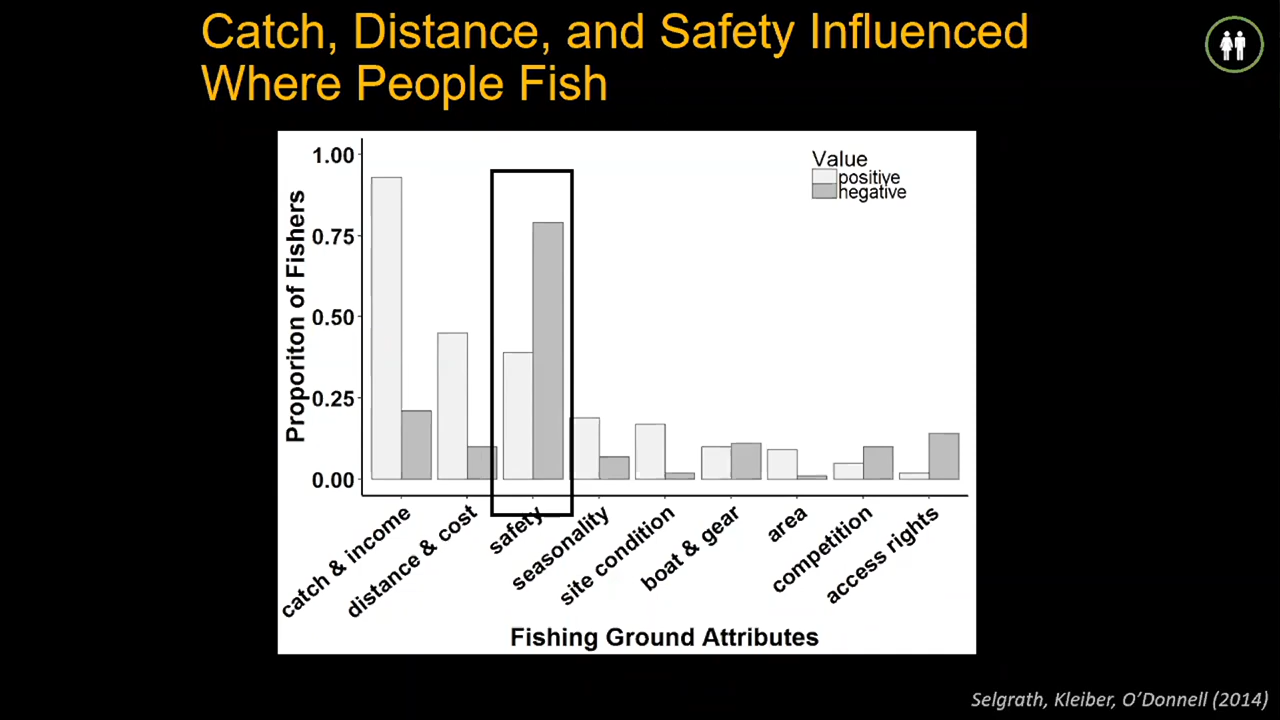 Catch, Distance, and Safety Influenced
Where People Fish
Value
positive
negative
Proporiton of Fishers
1.00
0.75
0.50
0.25
0.00
catch & income
distance & cost
safety
seasonality
site condition
boat & gear
area
competition
access rights
Fishing Ground Attributes
Selgrath, Kleiber, O’Donnell (2014)